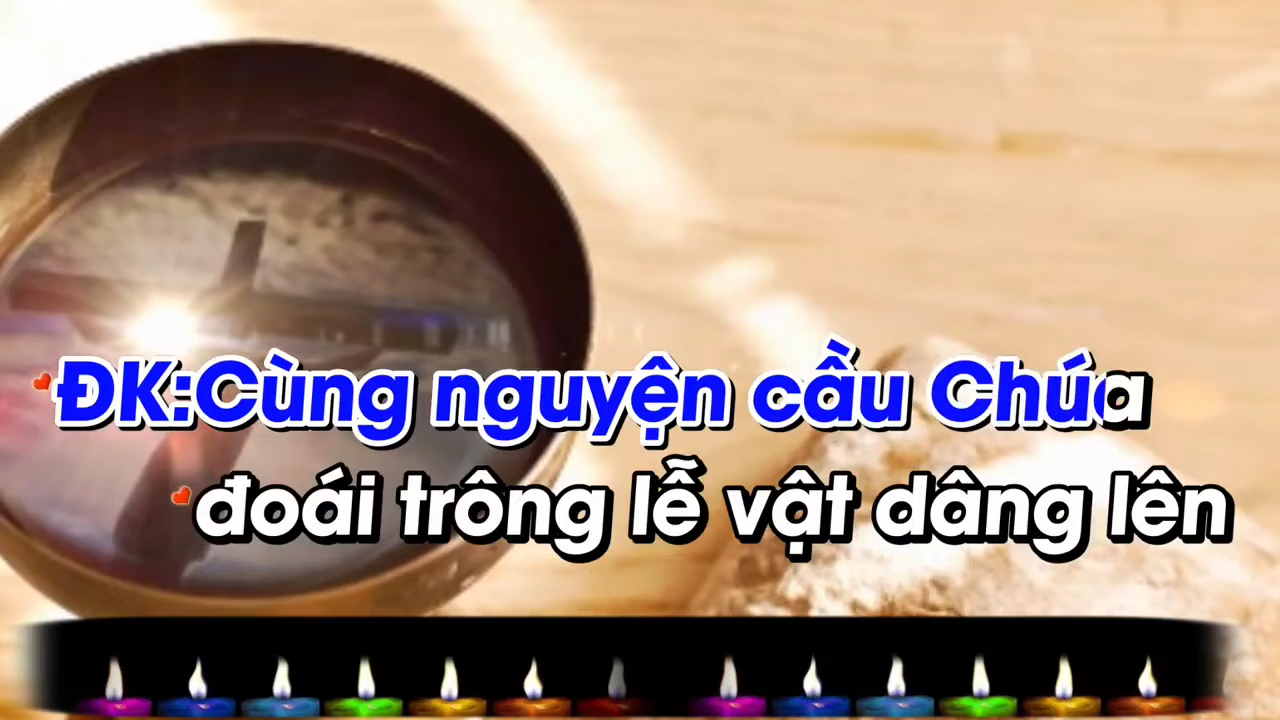 ĐK:Cùng nguyện cầu Chúa
đoái trông lễ vật dâng lên